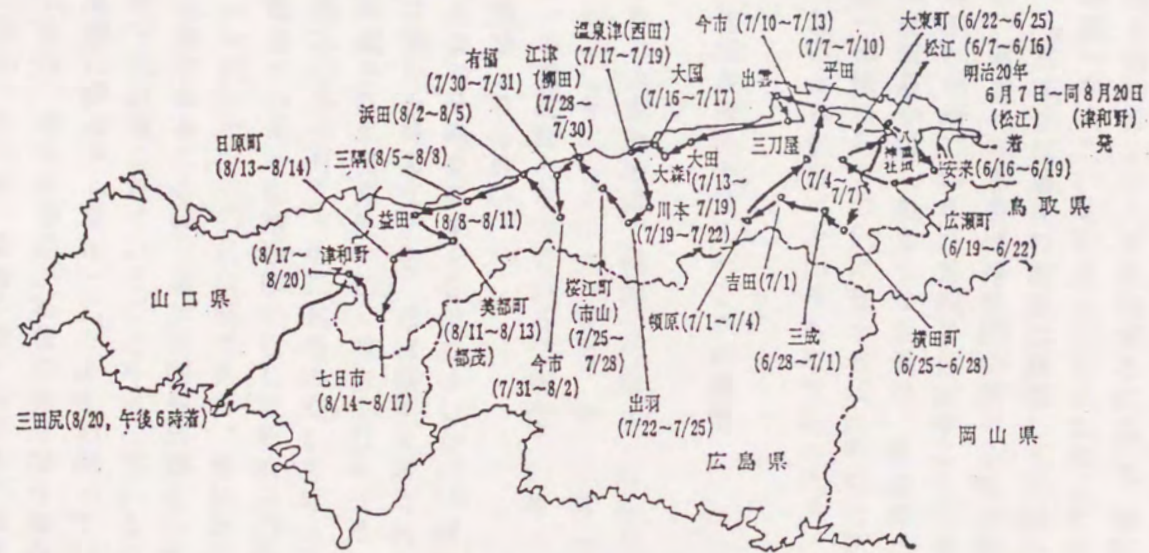 今市 (7/10~7/13)
大東町 (6/22~6/25)
温泉津(西田)
(7/17~7/19)
(7/7~7/10)
平田
松江 (6/7~6/16)
江津
(柳田)
(7/28~
7/30)
有福
(7/30~7/31)
大国
(7/16~7/17)
出雲
明治20年
6月7日~同8月20日
(松江) (津和野)
着 発
浜田(8/2~8/5)
日原町
(8/13~8/14)
三隅(8/5~8/8)
大田
大森
(7/13~
7/19)
三刀屋
(7/4~
7/7)
八重垣
神社
安来(6/16~6/19)
鳥取県
広瀬町
(6/19~6/22)
益田
(8/8~8/11)
川本
(7/19~7/22)
(8/17~
8/20)
津和野
山口県
美都町
(8/11~8/13)
(都茂)
桜江町
(市山)
(7/25~
7/28)
吉田(7/1)
頓原(7/1~7/4)
三成
(6/28~7/1)
横田町
(6/25~6/28)
今市
(7/31~8/2)
七日市
(8/14~8/17)
三田尻(8/20, 午後6時着)
出羽
(7/22~7/25)
広島県
岡山県